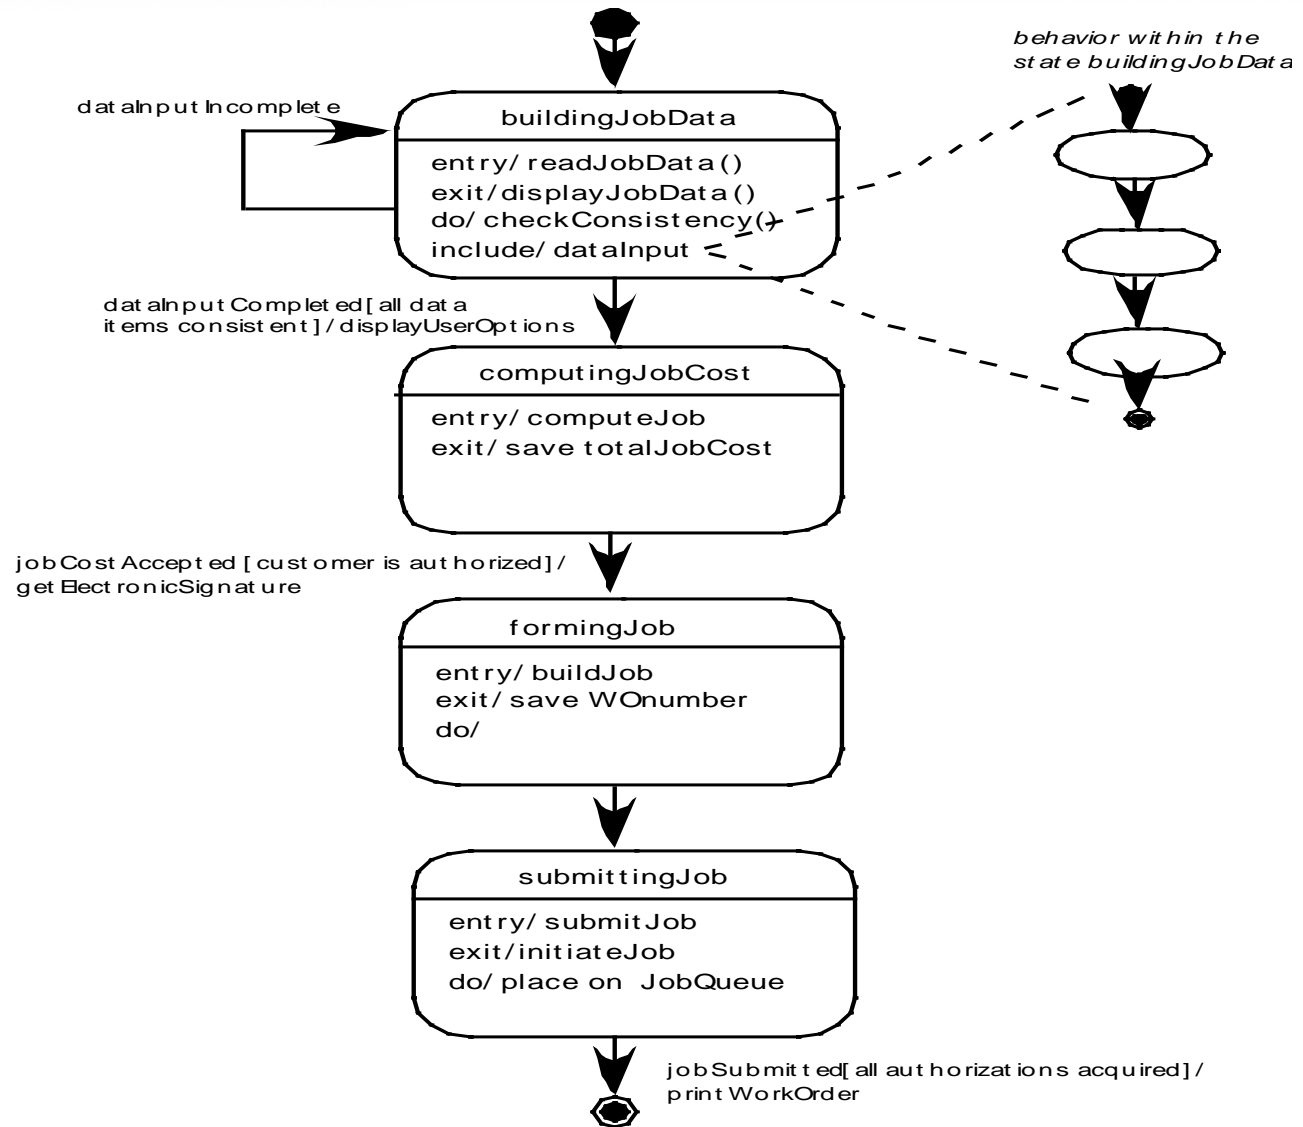 behavior within the
state buildingJobData
dataInputIncomplete
buildingJobData
entry/readJobData()
exit/displayJobData()
do/checkConsistency()
include/dataInput
dataInputCompleted[all data
items consistent]/displayUserOptions
computingJobCost
entry/computeJob
exit/save totalJobCost
jobCostAccepted [customer is authorized]/
getElectronicSignature
formingJob
entry/buildJob
exit/save WOnumber
do/
submittingJob
entry/submitJob
exit/initiateJob
do/place on JobQueue
jobSubmitted[all authorizations acquired]/
printWorkOrder